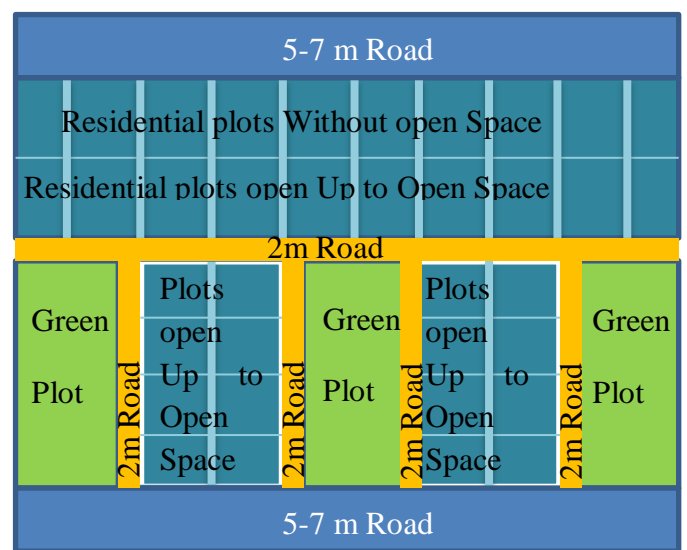 5-7 m Road
Residential plots Without open Space
Residential plots open Up to Open Space
2m Road
Green
Plot
2m Road
Plots
open
Up to
Open
Space
2m Road
Green
Plot
2m Road
Plots
open
Up to
Open
Space
2m Road
Green
Plot
5-7 m Road